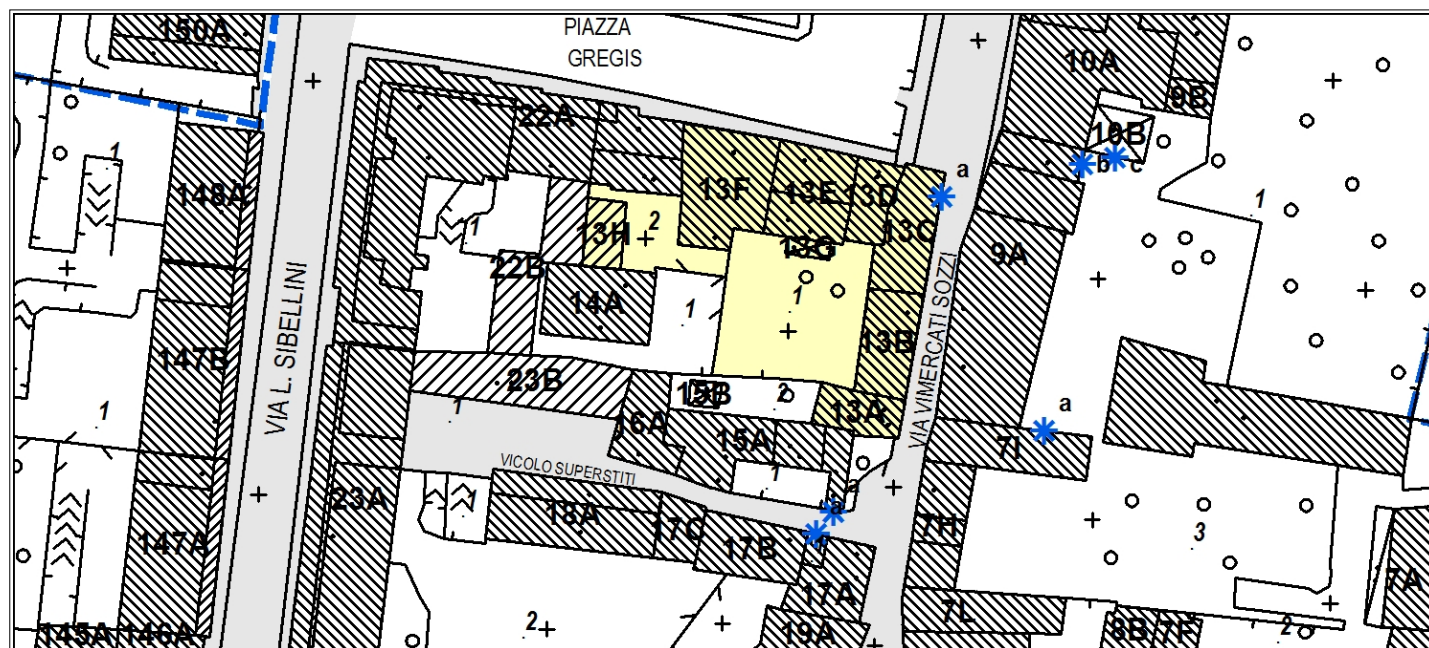 PIAZZA
GREGIS
150A
10A
9B
22A
10B
b
c
a
1
148A
13F
13E
13D
13C
1
13H
2
13G
1
22B
9A
14A
1
1
VIA L. SIBELLINI
VIA VIMERCATI SOZZI
13B
147B
23B
15B
2
1
1
13A
a
16A
15A
7I
VICOLO SUPERSTITI
1
23A
1
a
a
18A
17C
17B
7H
3
147A
17A
7A
2
7L
145A
146A
19A
8B
7F
2